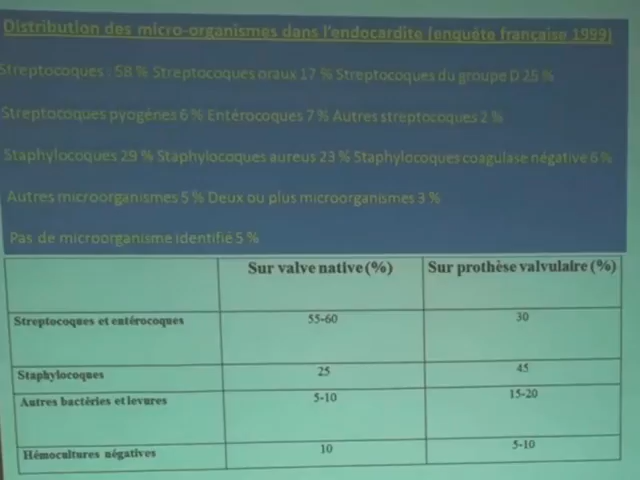 Distribution des micro-organismes dans l'endocardite (enquête française 1999)
Streptocoques : 58 % Streptocoques oraux 17 % Streptocoques du groupe D 25 %
Streptocoques pyogènes 6 % Entérocoques 7 % Autres streptocoques 2 %
Staphylocoques 29 % Staphylocoques aureus 23 % Staphylocoques coagulase négative 6 %
Autres microorganismes 5 % Deux ou plus microorganismes 3 %
Pas de microorganisme identifié 5 %
Sur valve native (%) Sur prothèse valvulaire (%)
Streptocoques et entérocoques 55-60 30
Staphylocoques 25 45
Autres bactéries et levures 5-10 15-20
Hémocultures négatives 10 5-10